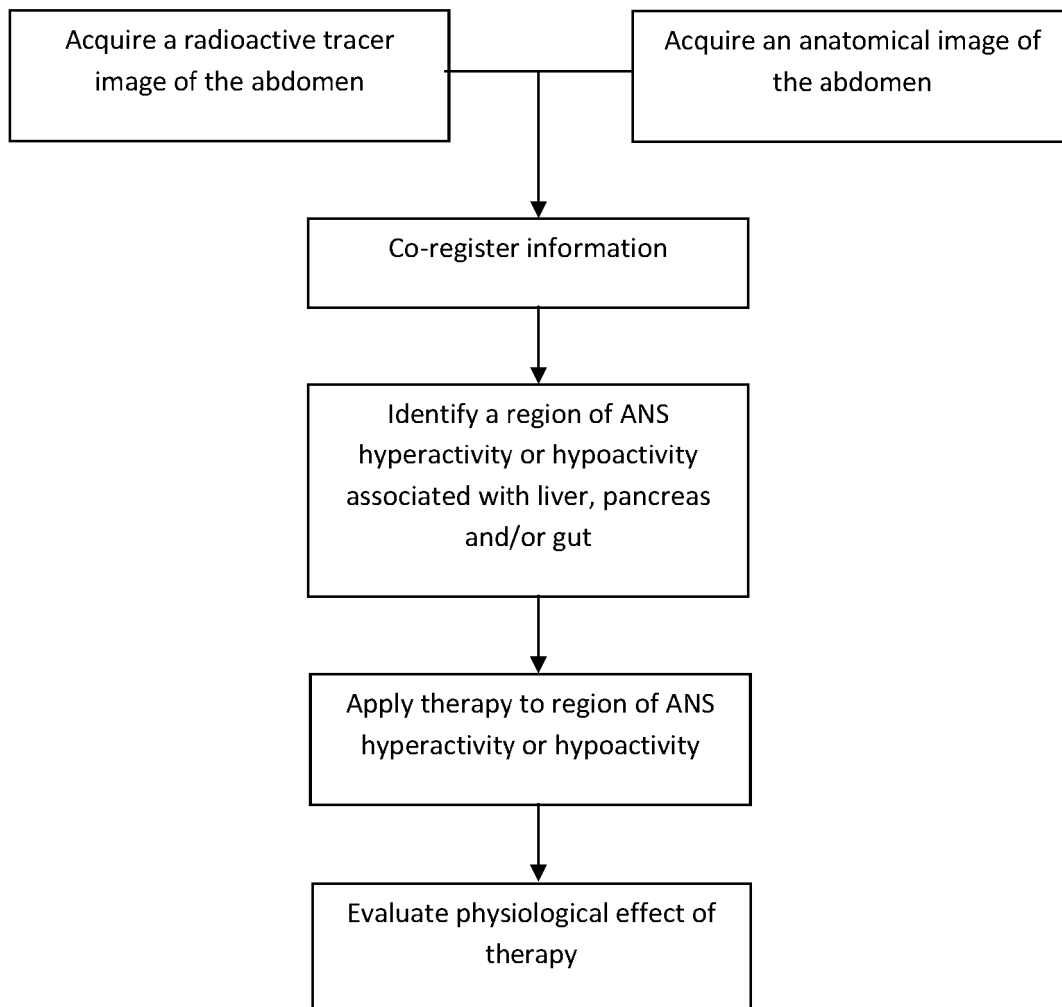 Acquire a radioactive tracer
image of the abdomen
Acquire an anatomical image of
the abdomen
Co-register information
Identify a region of ANS
hyperactivity or hypoactivity
associated with liver, pancreas
and/or gut
Apply therapy to region of ANS
hyperactivity or hypoactivity
Evaluate physiological effect of
therapy